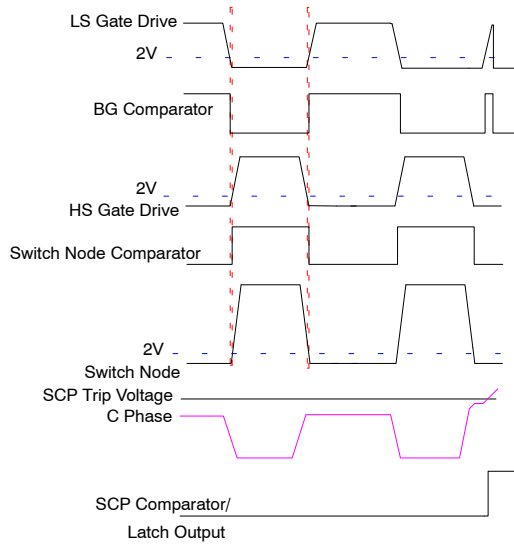 LS Gate Drive
2V
BG Comparator
2V
HS Gate Drive
Switch Node Comparator
2V
Switch Node
SCP Trip Voltage
C Phase
SCP Comparator/
Latch Output